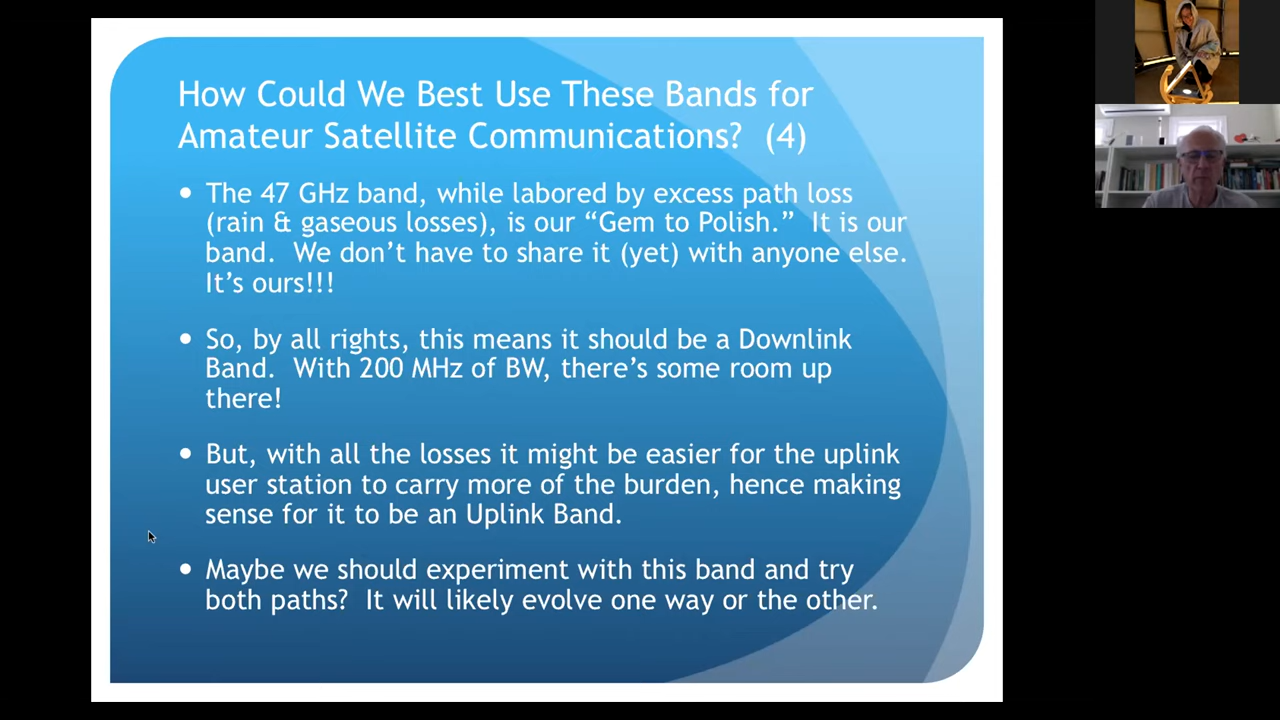 How Could We Best Use These Bands for
Amateur Satellite Communications? (4)
• The 47 GHz band, while labored by excess path loss
(rain & gaseous losses), is our “Gem to Polish.” It is our
band. We don’t have to share it (yet) with anyone else.
It’s ours!!!
• So, by all rights, this means it should be a Downlink
Band. With 200 MHz of BW, there’s some room up
there!
• But, with all the losses it might be easier for the uplink
user station to carry more of the burden, hence making
sense for it to be an Uplink Band.
• Maybe we should experiment with this band and try
both paths? It will likely evolve one way or the other.